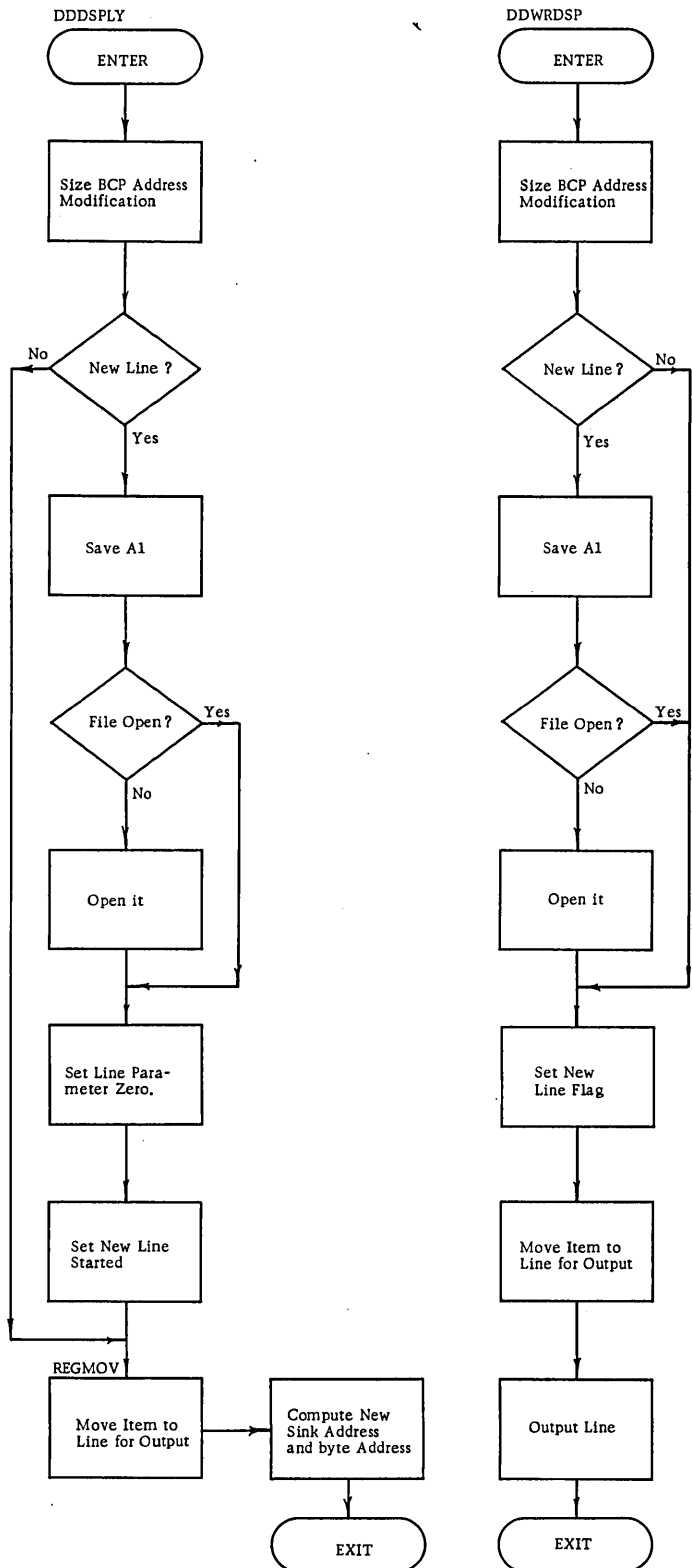 DDDSPLY
ENTER
Size BCP Address
Modification
No
New Line ?
Yes
Save A1
File Open ?
Yes
No
Open it
Set Line Para-
meter Zero.
Set New Line
Started
REGMOV
Move Item to
Line for Output
Compute New
Sink Address
and byte Address
EXIT
DDWRDSP
ENTER
Size BCP Address
Modification
New Line ?
No
Yes
Save A1
File Open ?
Yes
No
Open it
Set New
Line Flag
Move Item to
Line for Output
Output Line
EXIT